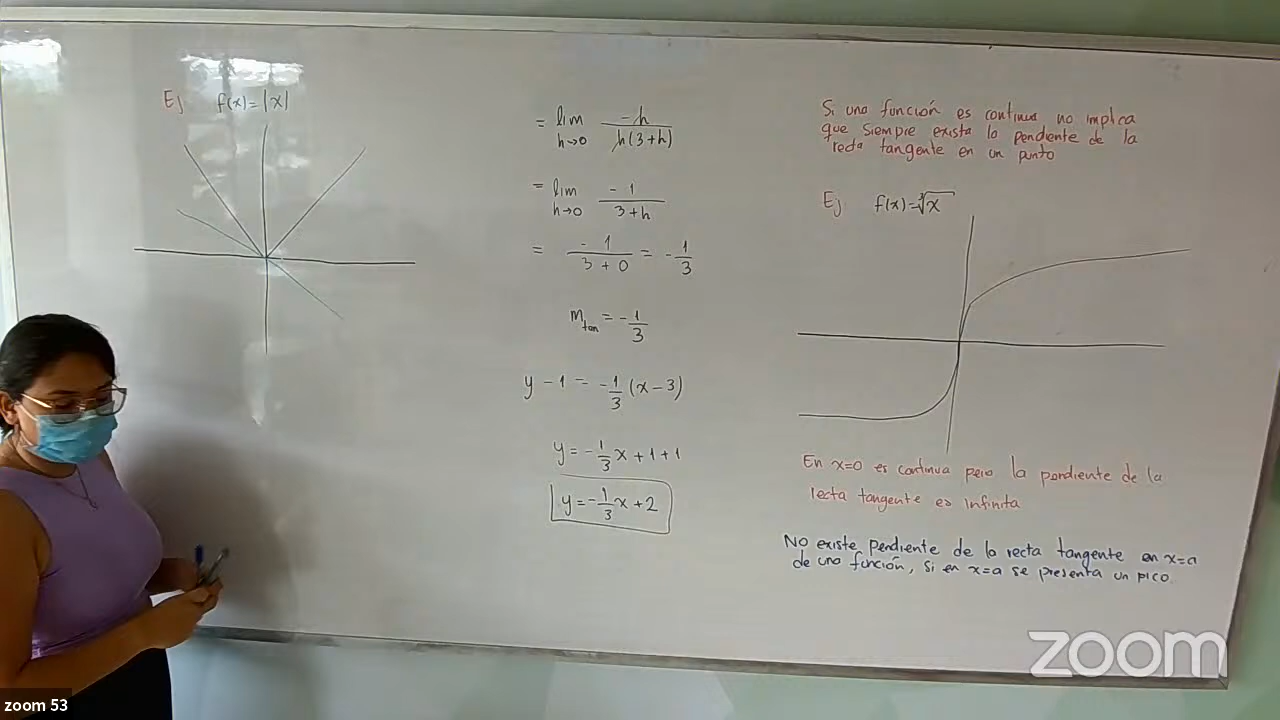 Ej f(x)=|x|
= lim h→0 -h / h(3+h)
= lim h→0 -1 / 3+h
= -1 / 3+0 = -1/3
m tan = -1/3
y - 1 = -1/3 (x-3)
y = -1/3 x + 1 + 1
y = -1/3 x + 2
Si una función es continua no implica
que siempre exista la pendiente de la
recta tangente en un punto
Ej f(x)=∛x
En x=0 es continua pero la pendiente de la
recta tangente es infinita
No existe pendiente de la recta tangente en x=a
de una función, si en x=a se presenta un pico.
zoom
zoom 53